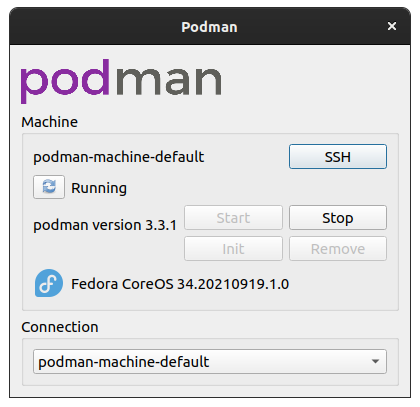 Podman
podman
Machine
podman-machine-default
SSH
Running
podman version 3.3.1
Start
Stop
Init
Remove
Fedora CoreOS 34.20210919.1.0
Connection
podman-machine-default